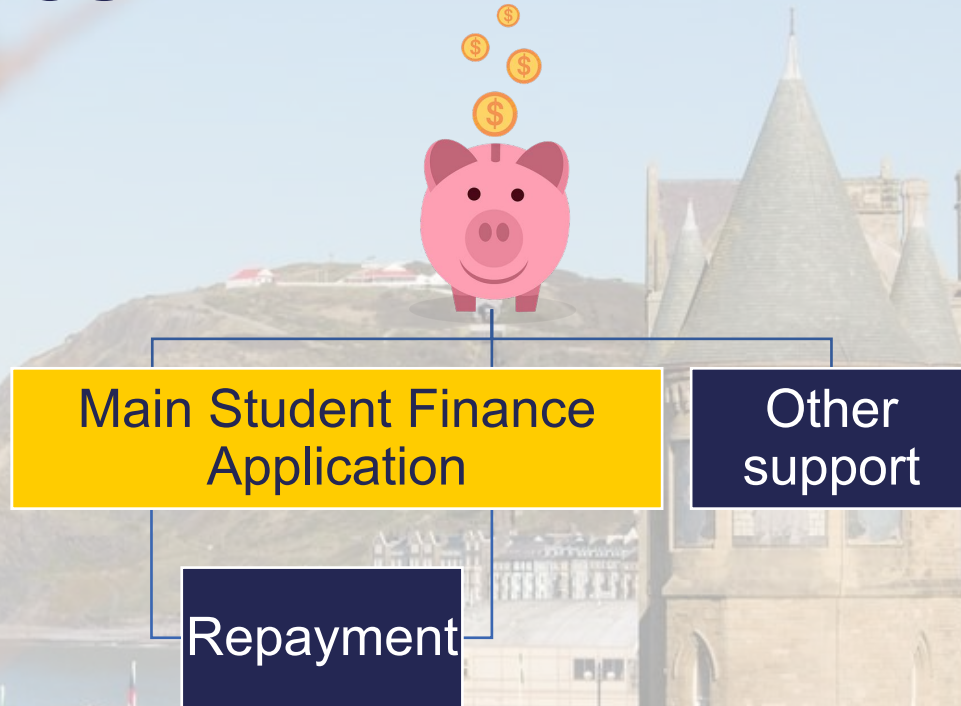 Main Student Finance
Application
Other
support
Repayment